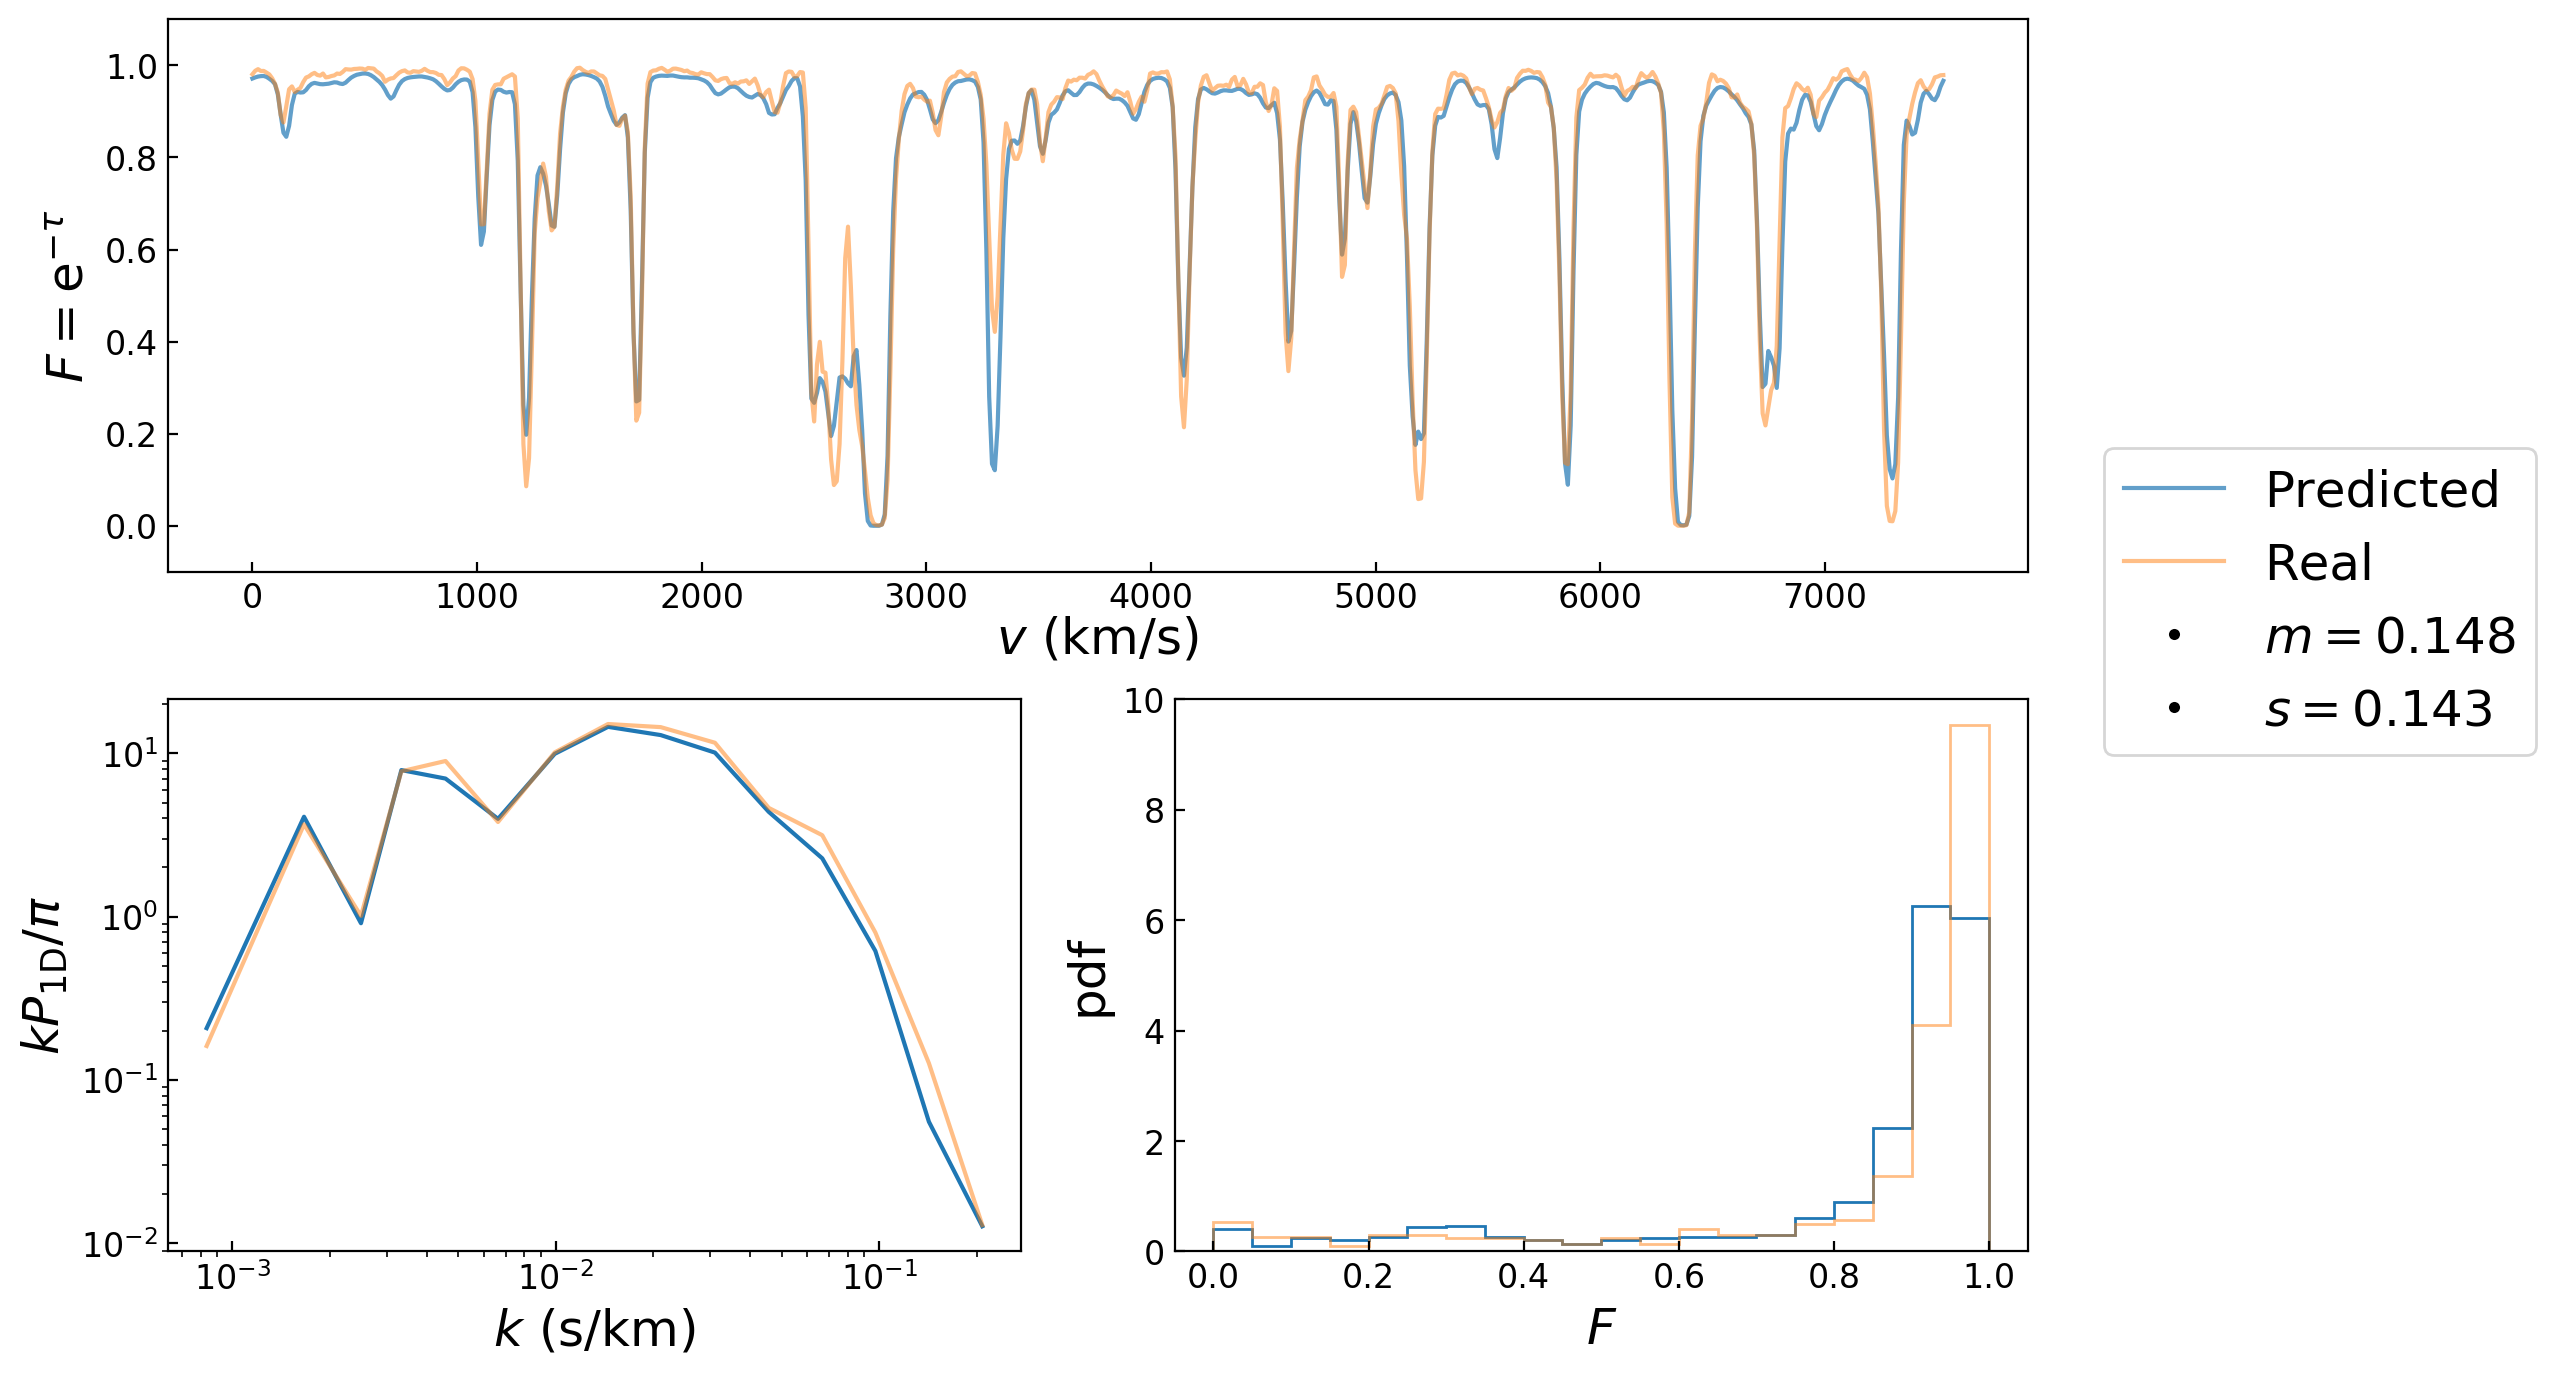 F = e^{-τ}
1.0
0.8
0.6
0.4
0.2
0.0
0 1000 2000 3000 4000 5000 6000 7000
v (km/s)
Predicted
Real
m = 0.148
s = 0.143
kP_{1D}/π
10^1
10^0
10^{-1}
10^{-2}
10^{-3} 10^{-2} 10^{-1}
k (s/km)
pdf
10
8
6
4
2
0
0.0 0.2 0.4 0.6 0.8 1.0
F